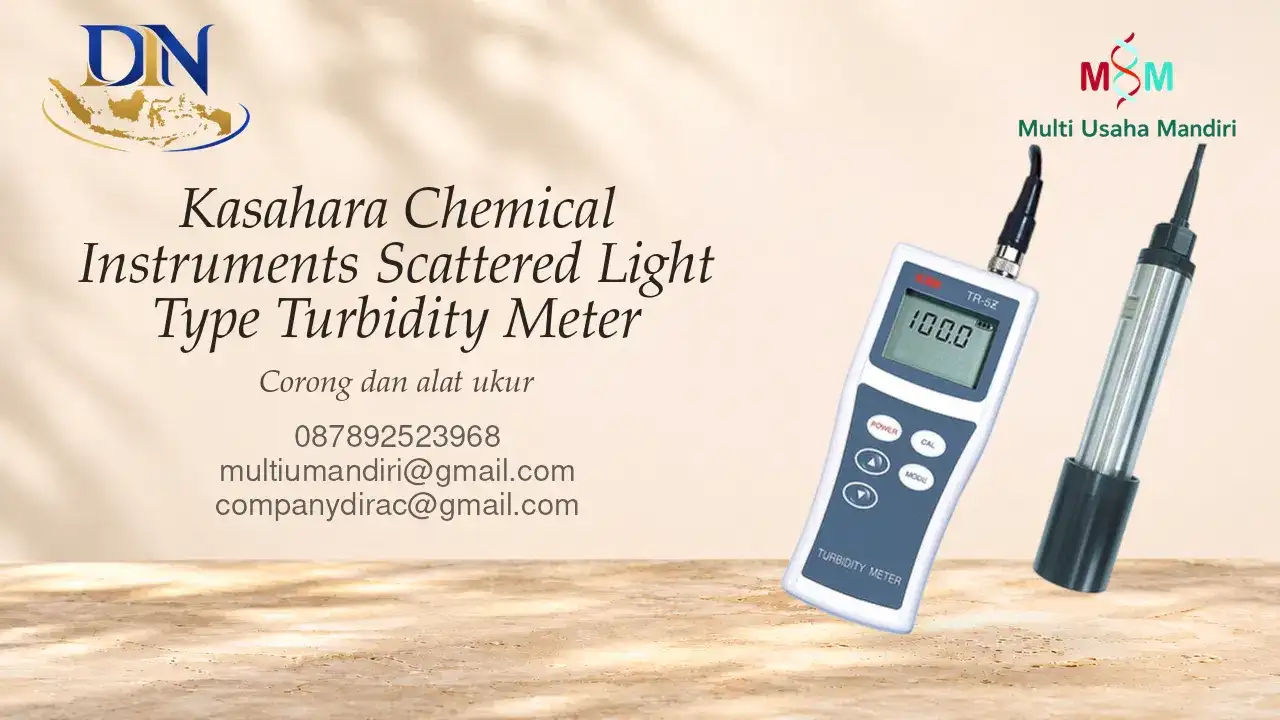 DIN
MSM
Multi Usaha Mandiri
Kasahara Chemical
Instruments Scattered Light
Type Turbidity Meter
Corong dan alat ukur
087892523968
multiumandiri@gmail.com
companydirac@gmail.com
TR-5Z
100.0
POWER
CAL
MODE
TURBIDITY METER